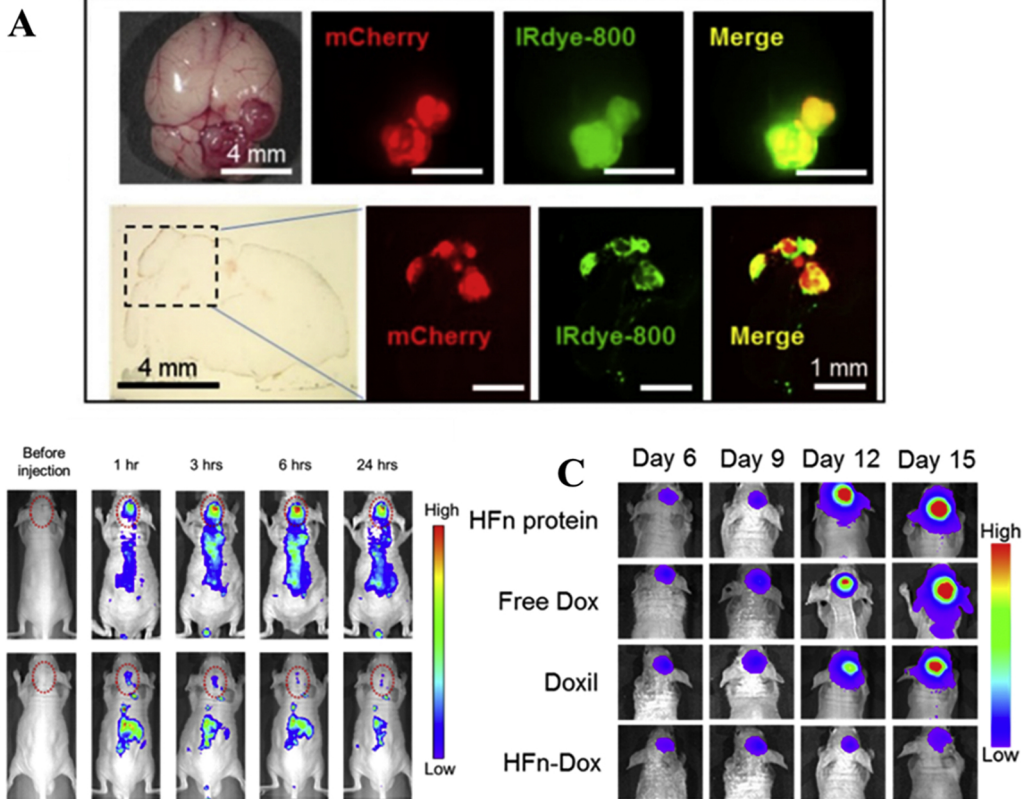 A
mCherry
IRdye-800
Merge
4 mm
4 mm
mCherry
IRdye-800
Merge
1 mm
Before
injection
1 hr
3 hrs
6 hrs
24 hrs
High
Low
C
Day 6
Day 9
Day 12
Day 15
HFn protein
Free Dox
Doxil
HFn-Dox
High
Low